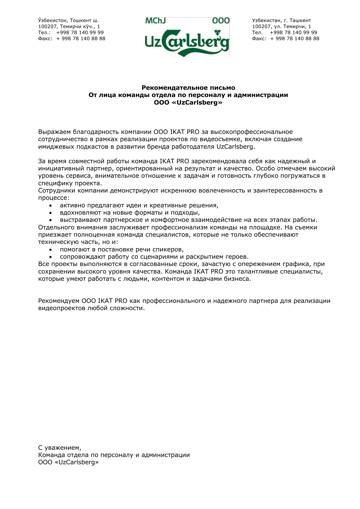 Ўзбекистон, Тошкент ш.
100207, Темирчи кўч., 1
Тел.: +998 78 140 99 99
Факс: + 998 78 140 88 88
МChJ ООО
UzCarlsberg
Узбекистан, г. Ташкент
100207, ул. Темирчи, 1
Тел. +998 78 140 99 99
Факс: + 998 78 140 88 88
Рекомендательное письмо
От лица команды отдела по персоналу и администрации
ООО «UzCarlsberg»
Выражаем благодарность компании ООО IKAT PRO за высокопрофессиональное
сотрудничество в рамках реализации проектов по видеосъемке, включая создание
имиджевых подкастов в развитии бренда работодателя UzCarlsberg.
За время совместной работы команда IKAT PRO зарекомендовала себя как надежный и
инициативный партнер, ориентированный на результат и качество. Особо отмечаем высокий
уровень сервиса, внимательное отношение к задачам и готовность глубоко погружаться в
специфику проекта.
Сотрудники компании демонстрируют искреннюю вовлеченность и заинтересованность в
процессе:
• активно предлагают идеи и креативные решения,
• вдохновляют на новые форматы и подходы,
• выстраивают партнерское и комфортное взаимодействие на всех этапах работы.
Отдельного внимания заслуживает профессионализм команды на площадке. На съемки
приезжает полноценная команда специалистов, которые не только обеспечивают
техническую часть, но и:
• помогают в постановке речи спикеров,
• сопровождают работу со сценариями и раскрытием героев.
Все проекты выполняются в согласованные сроки, зачастую с опережением графика, при
сохранении высокого уровня качества. Команда IKAT PRO это талантливые специалисты,
которые умеют работать с людьми, контентом и задачами бизнеса.
Рекомендуем ООО IKAT PRO как профессионального и надежного партнера для реализации
видеопроектов любой сложности.
С уважением,
Команда отдела по персоналу и администрации
ООО «UzCarlsberg»